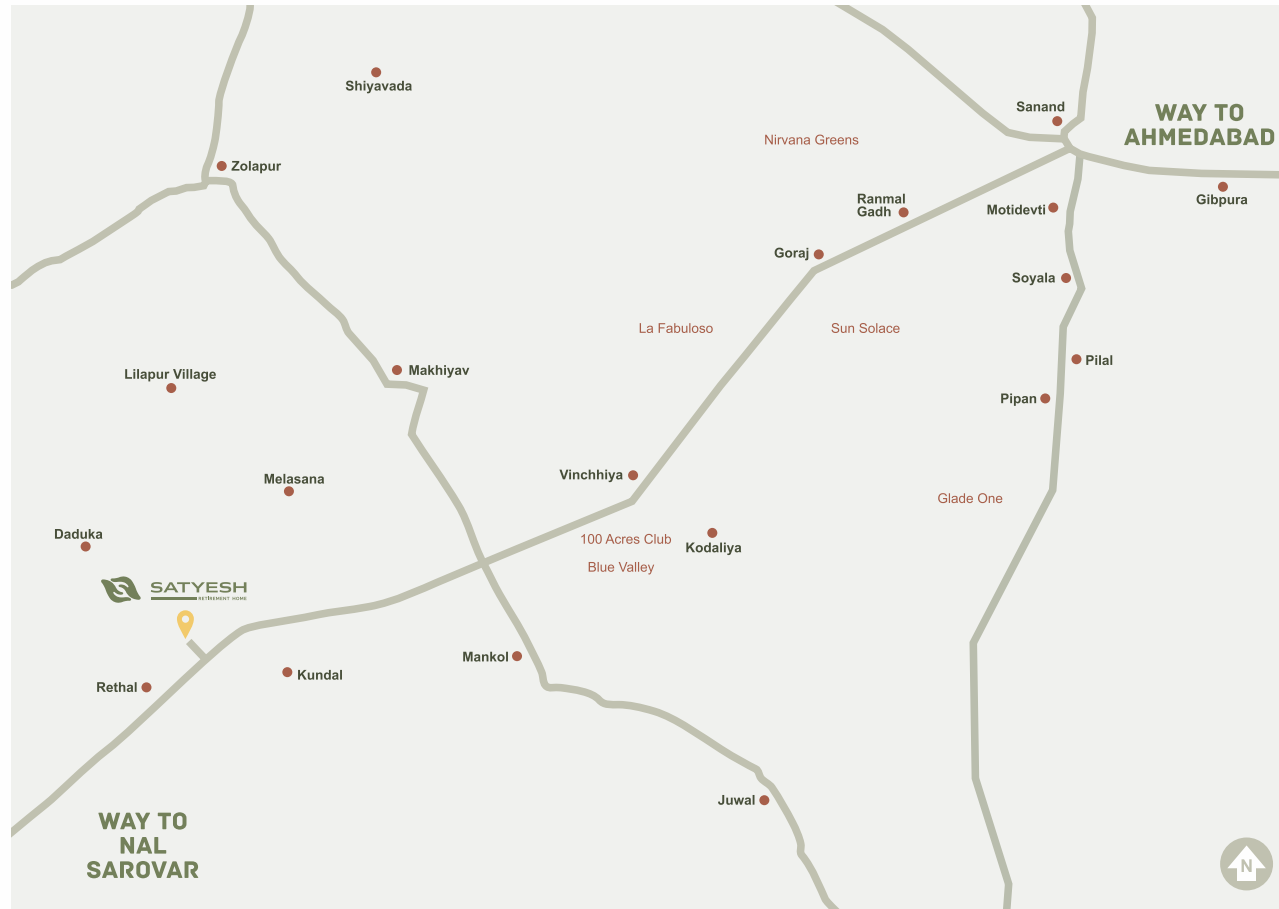 Shiyavada
Sanand
WAY TO
AHMEDABAD
Nirvana Greens
Zolapur
Ranmal
Gadh
Motidevti
Gibpura
Goraj
Soyala
La Fabuloso
Sun Solace
Pilal
Makhiyav
Lilapur Village
Pipan
Vinchhiya
Melasana
Glade One
Daduka
100 Acres Club
Kodaliya
Blue Valley
SATYESH
RETIREMENT HOME
Mankol
Kundal
Rethal
Juwal
WAY TO
NAL
SAROVAR
N